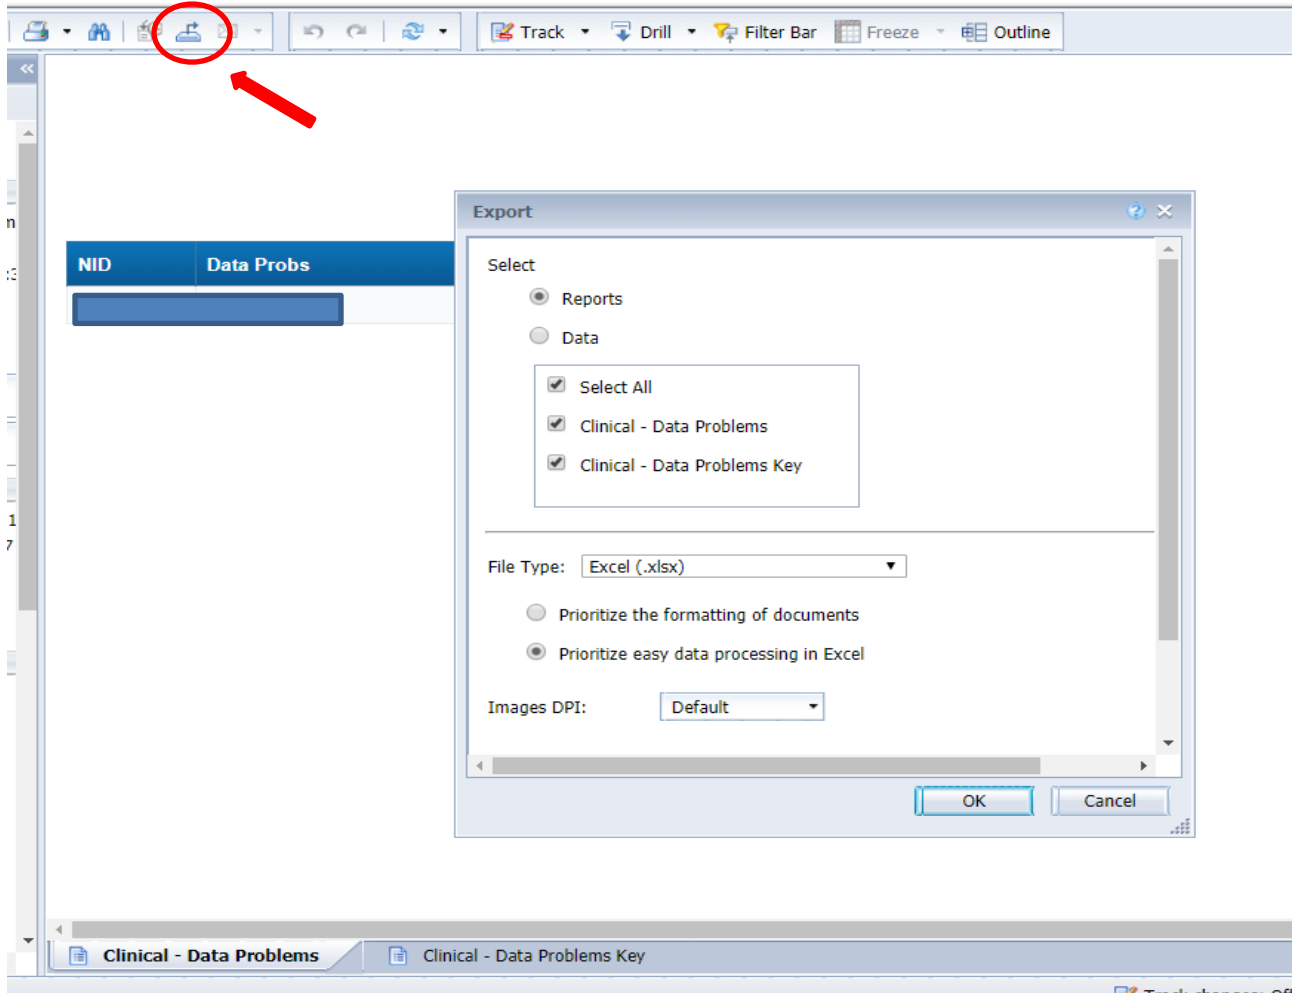 Track Drill Filter Bar Freeze Outline
Export
NID Data Probs
Select
Reports
Data
Select All
Clinical - Data Problems
Clinical - Data Problems Key
File Type: Excel (.xlsx)
Prioritize the formatting of documents
Prioritize easy data processing in Excel
Images DPI: Default
OK Cancel
Clinical - Data Problems Clinical - Data Problems Key